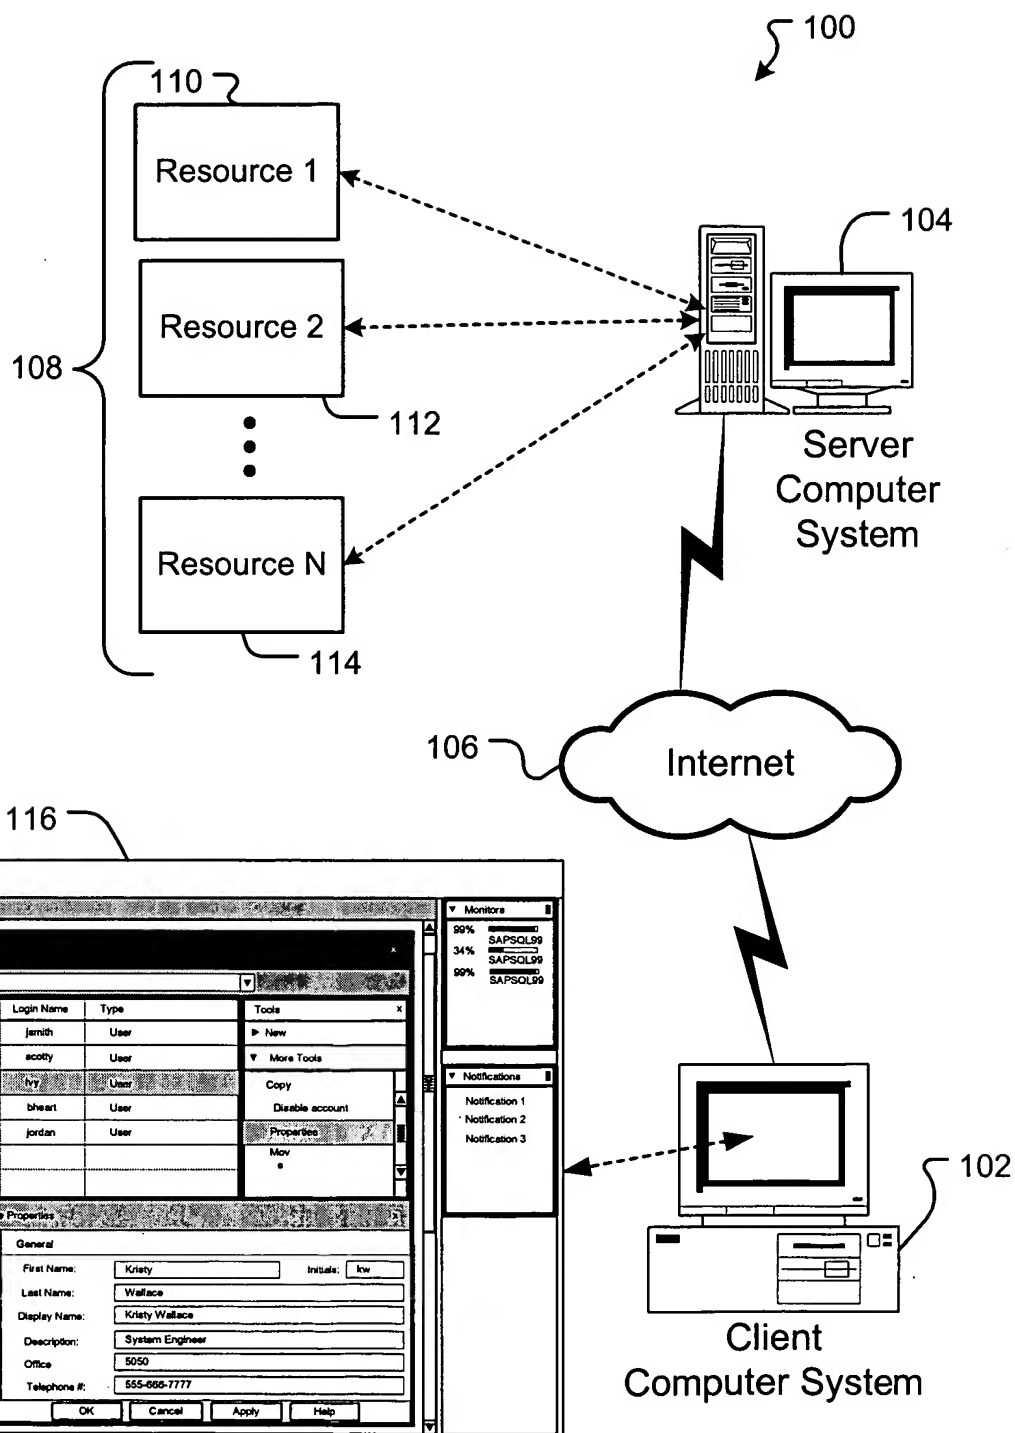 100
110
Resource 1
104
Resource 2
108
112
Server
Computer
System
Resource N
114
106
Internet
116
Monitors
99%
SAPSQL99
34%
SAPSQL99
99%
SAPSQL99
x
Login Name Type
Tools x
jsmith User
New
scotty User
More Tools
Ivy User
Copy
bheart User
Disable account
jordan User
Properties
Mov
e
Notifications
Notification 1
Notification 2
Notification 3
102
Properties x
General
First Name: Kristy Initials: kw
Last Name: Wallace
Display Name: Kristy Wallace
Description: System Engineer
Office 5050
Telephone #: 555-666-7777
OK Cancel Apply Help
Client
Computer System